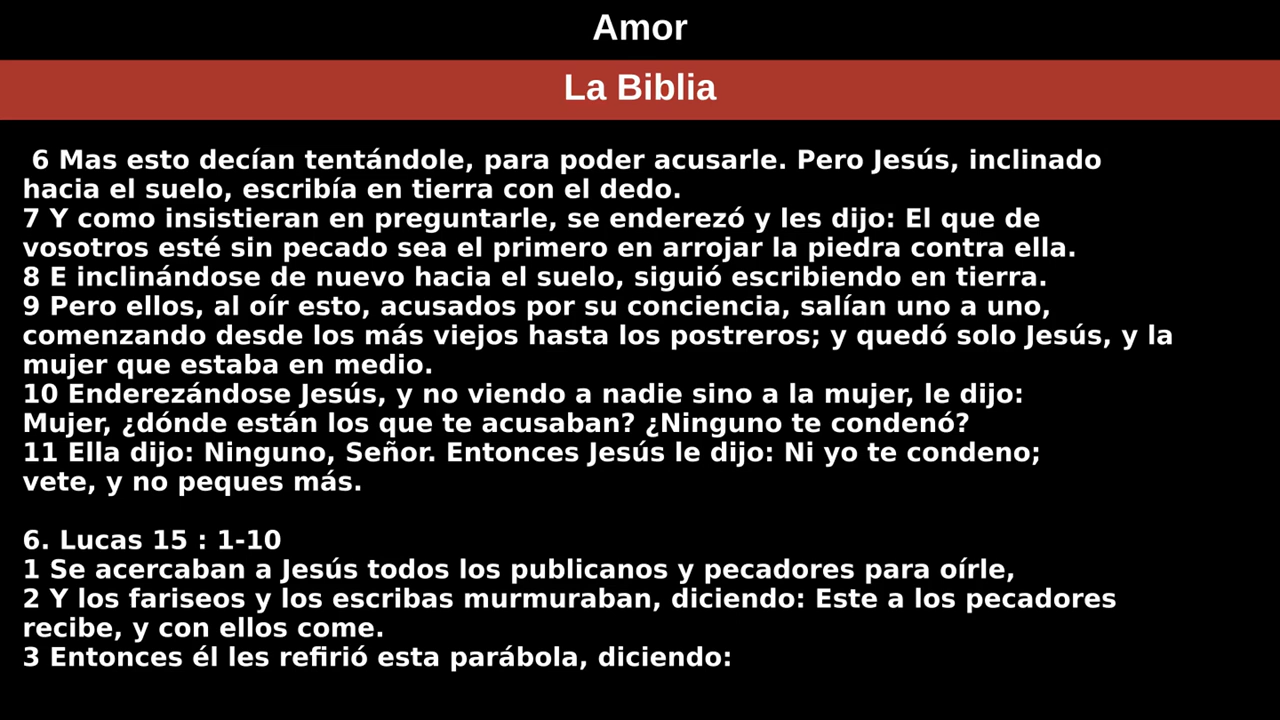 Amor
La Biblia
6 Mas esto decían tentándole, para poder acusarle. Pero Jesús, inclinado
hacia el suelo, escribía en tierra con el dedo.
7 Y como insistieran en preguntarle, se enderezó y les dijo: El que de
vosotros esté sin pecado sea el primero en arrojar la piedra contra ella.
8 E inclinándose de nuevo hacia el suelo, siguió escribiendo en tierra.
9 Pero ellos, al oír esto, acusados por su conciencia, salían uno a uno,
comenzando desde los más viejos hasta los postreros; y quedó solo Jesús, y la
mujer que estaba en medio.
10 Enderezándose Jesús, y no viendo a nadie sino a la mujer, le dijo:
Mujer, ¿dónde están los que te acusaban? ¿Ninguno te condenó?
11 Ella dijo: Ninguno, Señor. Entonces Jesús le dijo: Ni yo te condeno;
vete, y no peques más.
6. Lucas 15 : 1-10
1 Se acercaban a Jesús todos los publicanos y pecadores para oírle,
2 Y los fariseos y los escribas murmuraban, diciendo: Este a los pecadores
recibe, y con ellos come.
3 Entonces él les refirió esta parábola, diciendo: